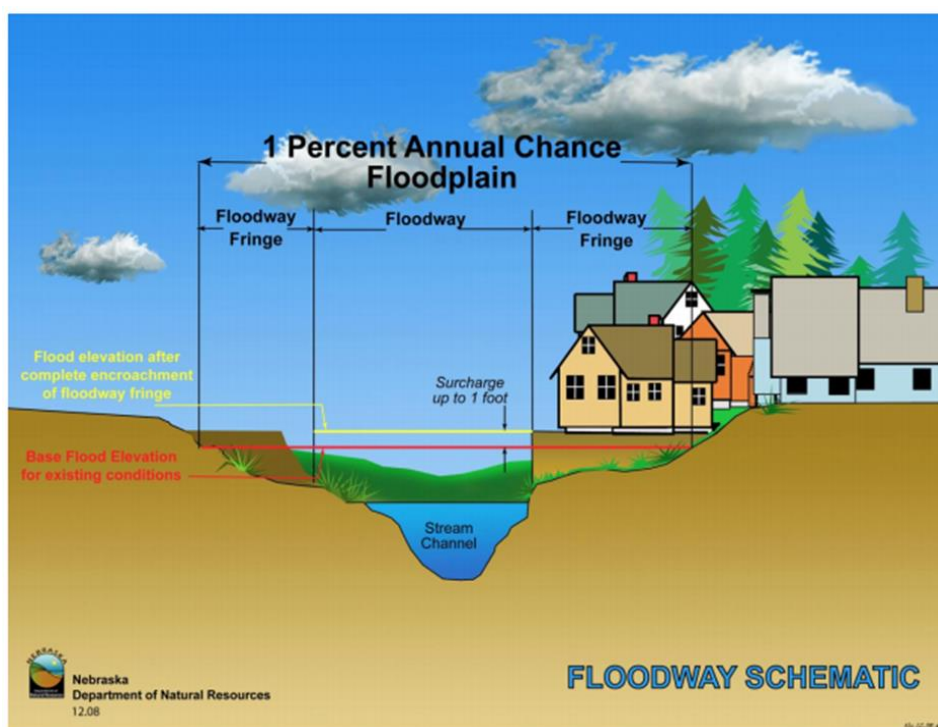 1 Percent Annual Chance
Floodplain
Floodway
Fringe
Floodway
Floodway
Fringe
Flood elevation after
complete encroachment
of floodway fringe
Surcharge
up to 1 foot
Base Flood Elevation
for existing conditions
Stream
Channel
NEBRASKA
Nebraska
Department of Natural Resources
12.08
FLOODWAY SCHEMATIC